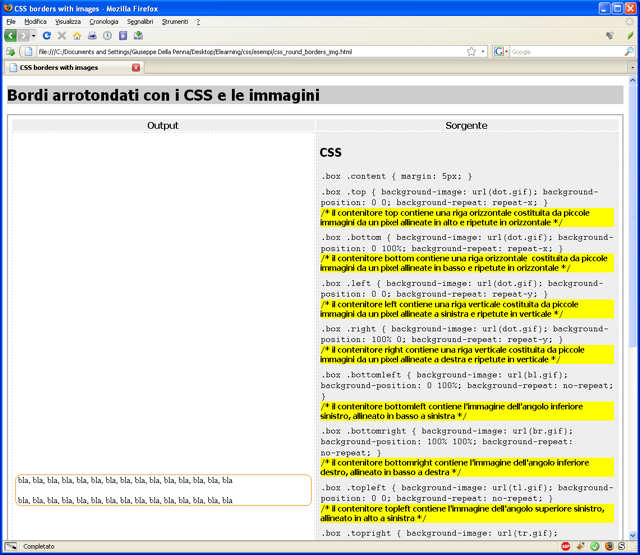 CSS borders with images - Mozilla Firefox
File Modifica Visualizza Cronologia Segnalibri Strumenti ?
file:///C:/Documents and Settings/Giuseppe Della Penna/Desktop/Elearning/css/esempi/css_round_borders_img.html
Google
CSS borders with images
Bordi arrotondati con i CSS e le immagini
Output
Sorgente
CSS
.box .content { margin: 5px; }
.box .top { background-image: url(dot.gif); background-
position: 0 0; background-repeat: repeat-x; }
/* il contenitore top contiene una riga orizzontale costituita da piccole
immagini da un pixel allineate in alto e ripetute in orizzontale */
.box .bottom { background-image: url(dot.gif); background-
position: 0 100%; background-repeat: repeat-x; }
/* il contenitore bottom contiene una riga orizzontale costituita da piccole
immagini da un pixel allineate in basso e ripetute in orizzontale */
.box .left { background-image: url(dot.gif); background-
position: 0 0; background-repeat: repeat-y; }
/* il contenitore left contiene una riga verticale costituita da piccole
immagini da un pixel allineate a sinistra e ripetute in verticale */
.box .right { background-image: url(dot.gif); background-
position: 100% 0; background-repeat: repeat-y; }
/* il contenitore right contiene una riga verticale costituita da piccole
immagini da un pixel allineate a destra e ripetute in verticale */
.box .bottomleft { background-image: url(bl.gif);
background-position: 0 100%; background-repeat: no-repeat;
}
/* il contenitore bottomleft contiene l'immagine dell'angolo inferiore
sinistro, allineato in basso a sinistra */
.box .bottomright { background-image: url(br.gif);
background-position: 100% 100%; background-repeat:
no-repeat; }
/* il contenitore bottomright contiene l'immagine dell'angolo inferiore
destro, allineato in basso a destra */
.box .topleft { background-image: url(tl.gif); background-
position: 0 0; background-repeat: no-repeat; }
/* il contenitore topleft contiene l'immagine dell'angolo superiore sinistro,
allineato in alto a sinistra */
.box .topright { background-image: url(tr.gif);
bla, bla, bla, bla, bla, bla, bla, bla, bla, bla, bla, bla, bla, bla, bla
bla, bla, bla, bla, bla, bla, bla, bla, bla, bla, bla, bla, bla, bla, bla
Completato